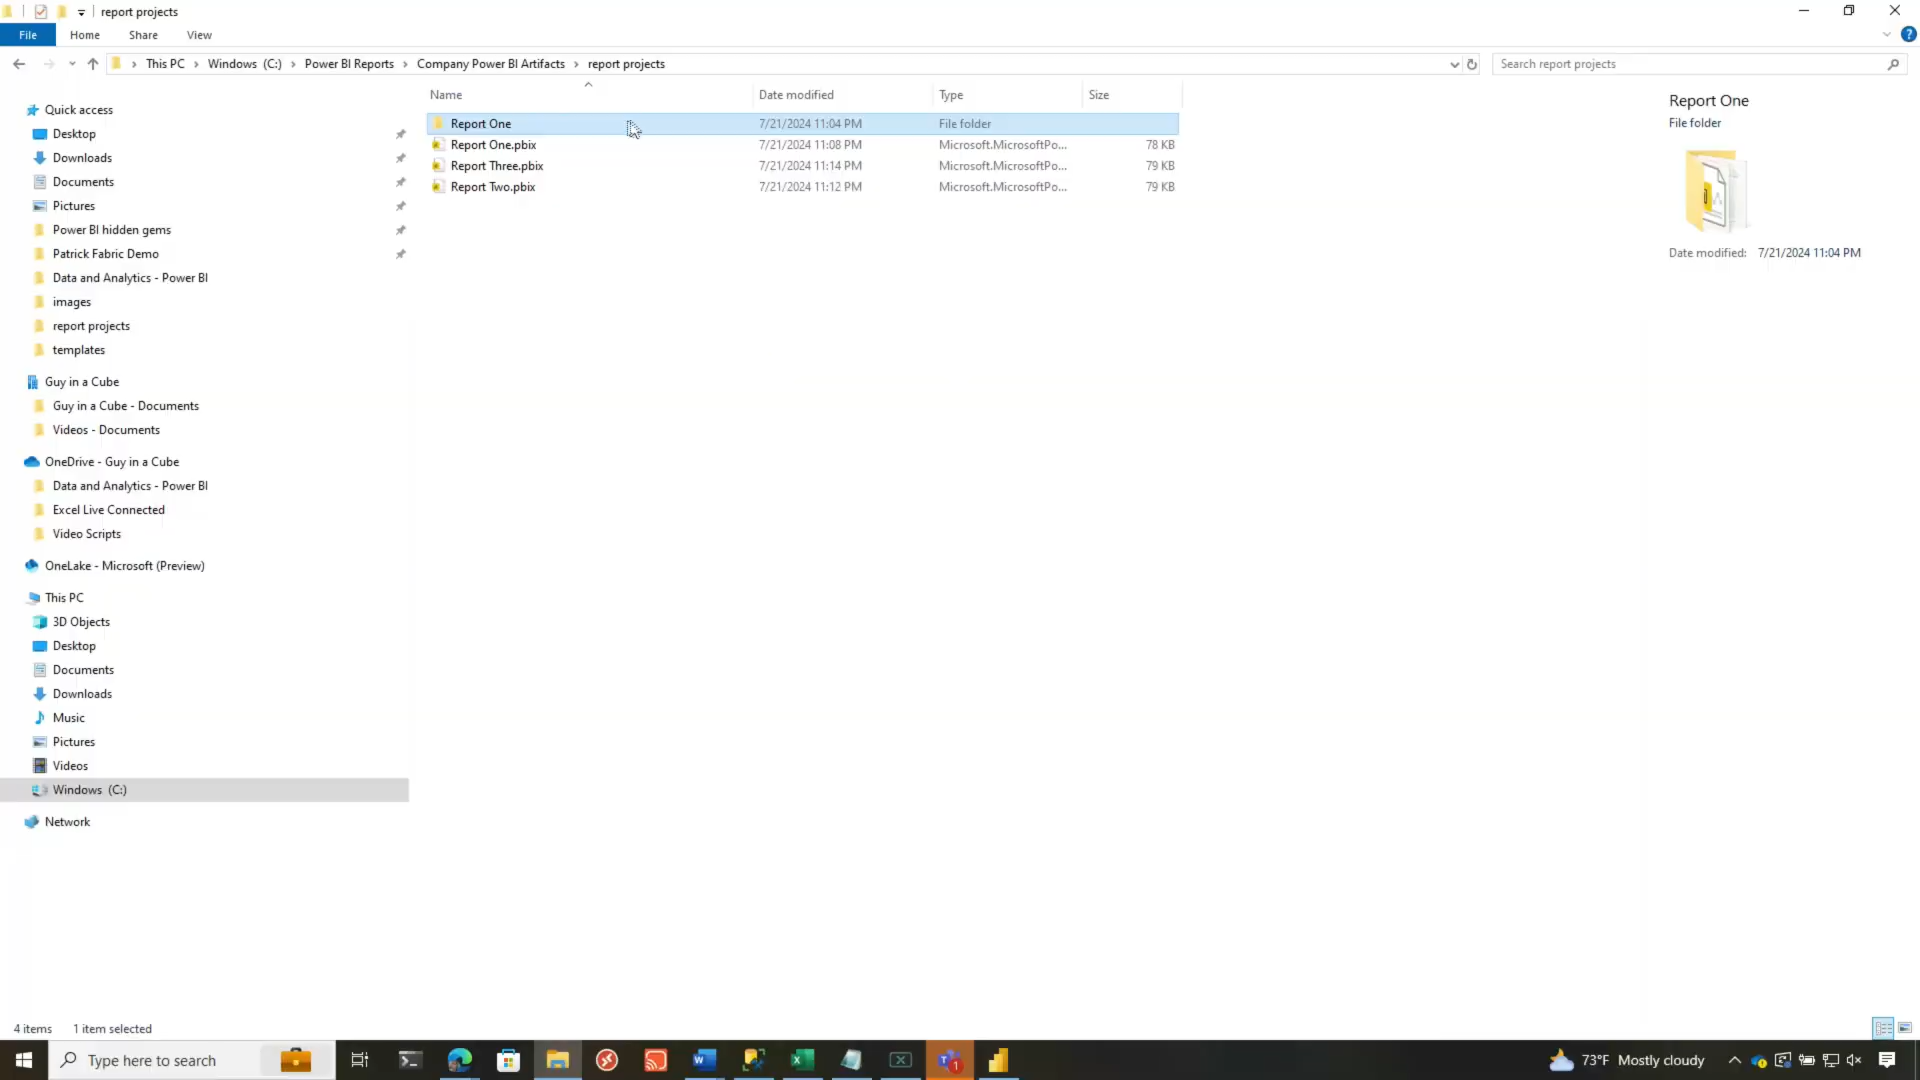 report projects
File Home Share View
This PC Windows (C:) Power BI Reports Company Power BI Artifacts report projects
Search report projects
Name Date modified Type Size
Report One 7/21/2024 11:04 PM File folder
Report One.pbix 7/21/2024 11:08 PM Microsoft.MicrosoftPo... 78 KB
Report Three.pbix 7/21/2024 11:14 PM Microsoft.MicrosoftPo... 79 KB
Report Two.pbix 7/21/2024 11:12 PM Microsoft.MicrosoftPo... 79 KB
Quick access
Desktop
Downloads
Documents
Pictures
Power BI hidden gems
Patrick Fabric Demo
Data and Analytics - Power BI
images
report projects
templates
Guy in a Cube
Guy in a Cube - Documents
Videos - Documents
OneDrive - Guy in a Cube
Data and Analytics - Power BI
Excel Live Connected
Video Scripts
OneLake - Microsoft (Preview)
This PC
3D Objects
Desktop
Documents
Downloads
Music
Pictures
Videos
Windows (C:)
Network
Report One
File folder
Date modified: 7/21/2024 11:04 PM
4 items 1 item selected
Type here to search
73°F Mostly cloudy